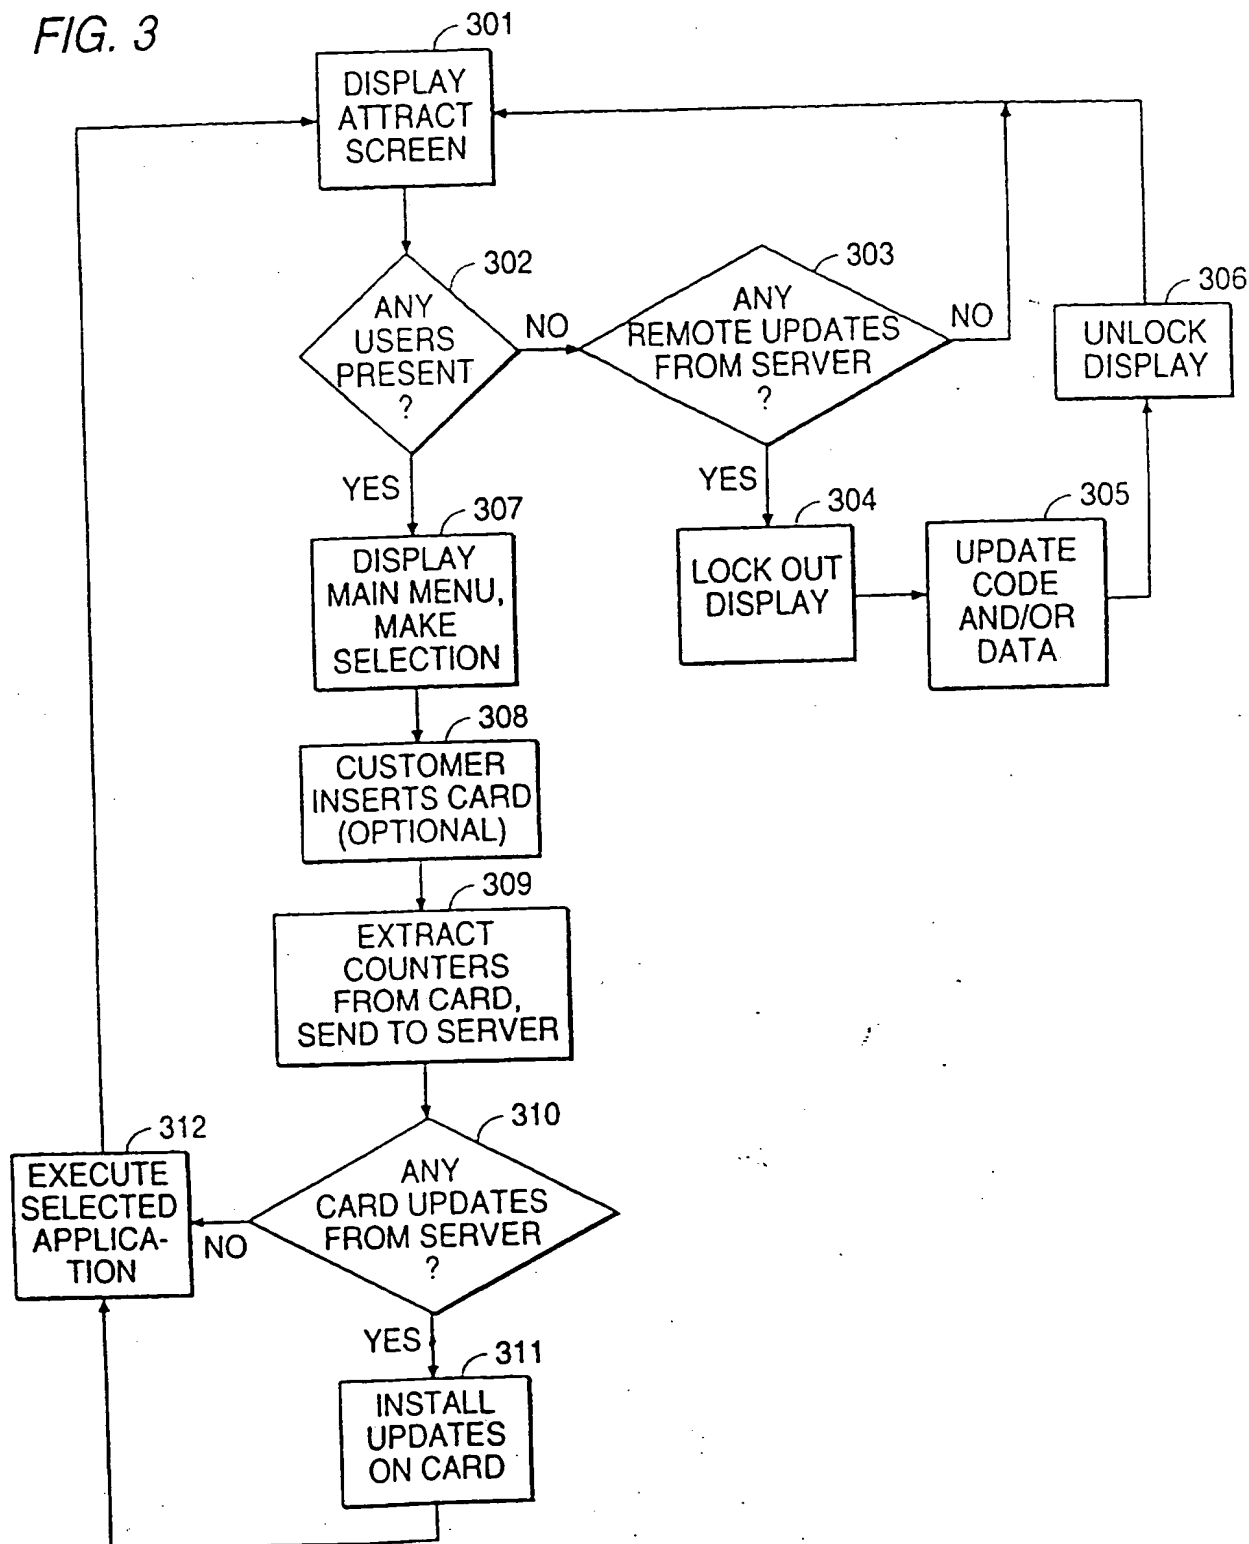 FIG. 3
301
DISPLAY
ATTRACT
SCREEN
302
ANY
USERS
PRESENT
?
NO
303
ANY
REMOTE UPDATES
FROM SERVER
?
NO
306
UNLOCK
DISPLAY
YES
307
DISPLAY
MAIN MENU,
MAKE
SELECTION
YES
304
LOCK OUT
DISPLAY
305
UPDATE
CODE
AND/OR
DATA
308
CUSTOMER
INSERTS CARD
(OPTIONAL)
309
EXTRACT
COUNTERS
FROM CARD,
SEND TO SERVER
310
ANY
CARD UPDATES
FROM SERVER
?
NO
312
EXECUTE
SELECTED
APPLICA-
TION
YES
311
INSTALL
UPDATES
ON CARD